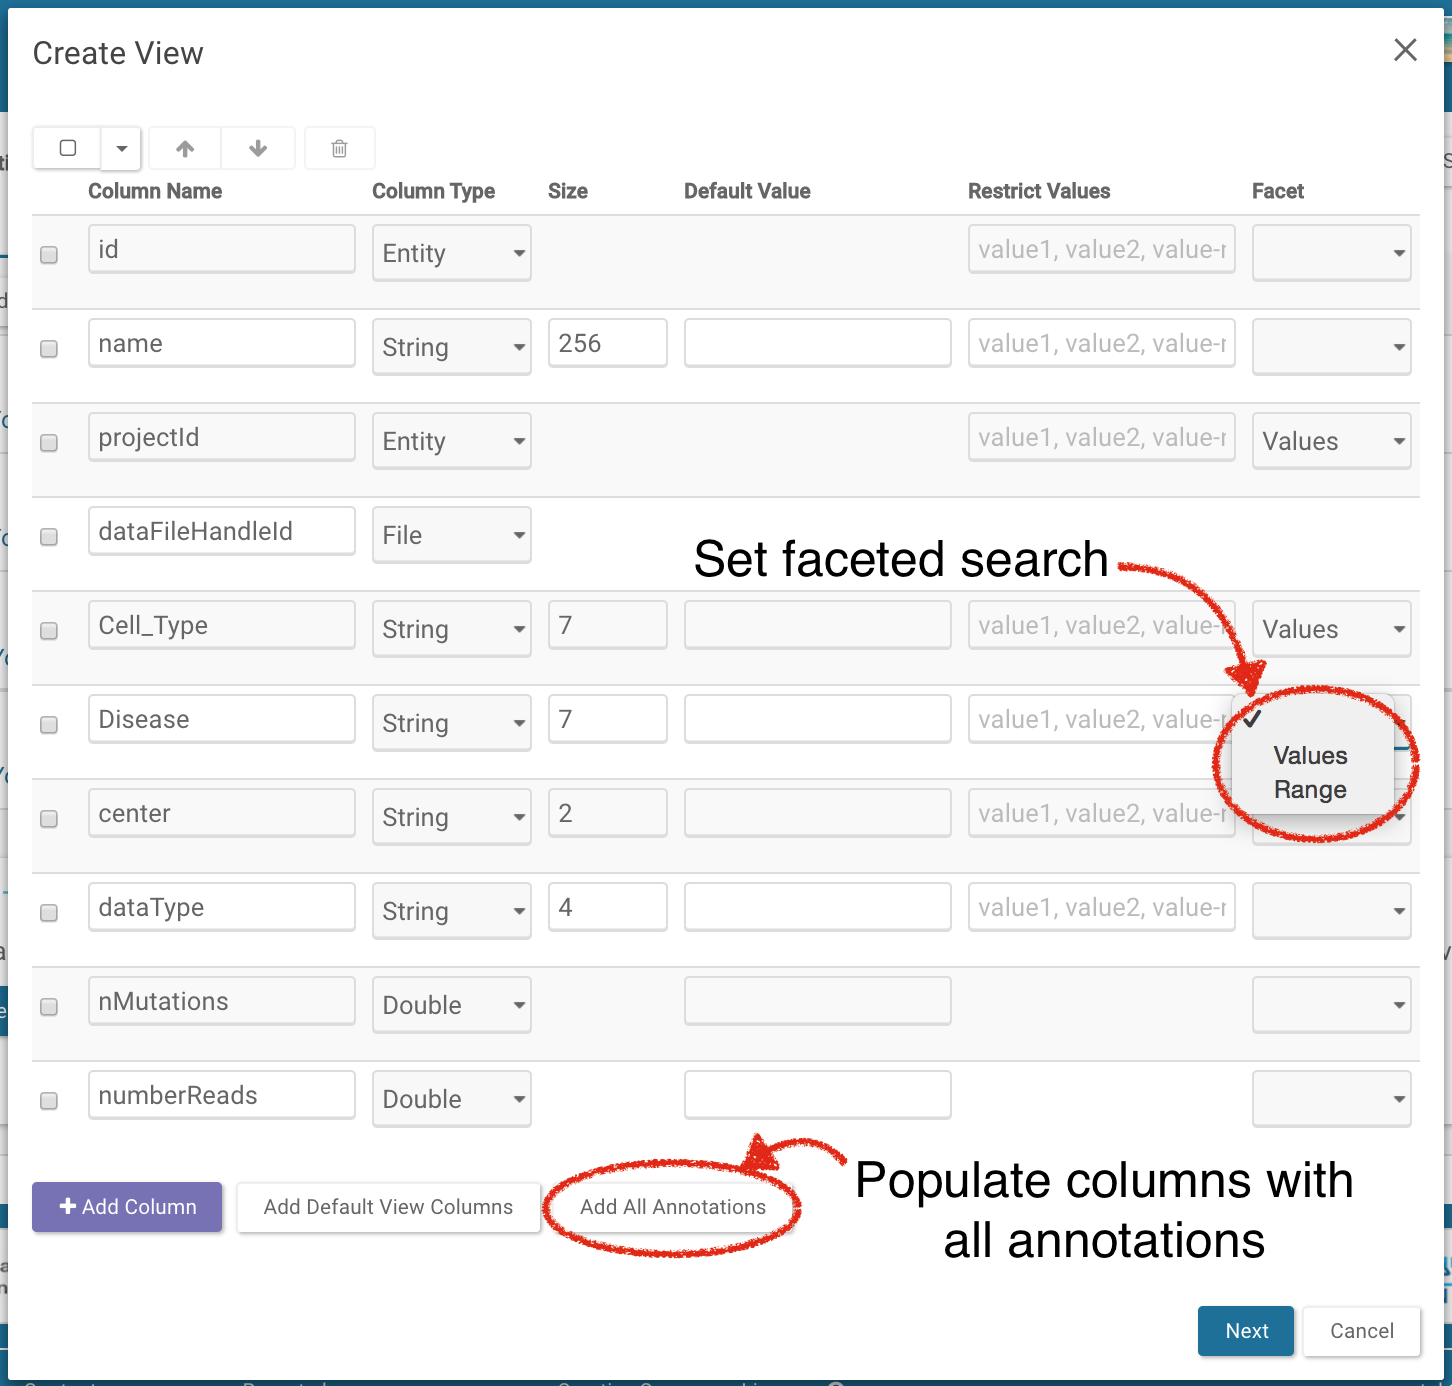 Create View
Column Name Column Type Size Default Value Restrict Values Facet
id Entity value1, value2, value-r
name String 256 value1, value2, value-r
projectId Entity value1, value2, value-r Values
dataFileHandleId File
Set faceted search
Cell_Type String 7 value1, value2, value-r Values
Disease String 7 value1, value2, value-r
Values
Range
center String 2 value1, value2, value-r
dataType String 4 value1, value2, value-r
nMutations Double
numberReads Double
Populate columns with
all annotations
+ Add Column Add Default View Columns Add All Annotations
Next Cancel